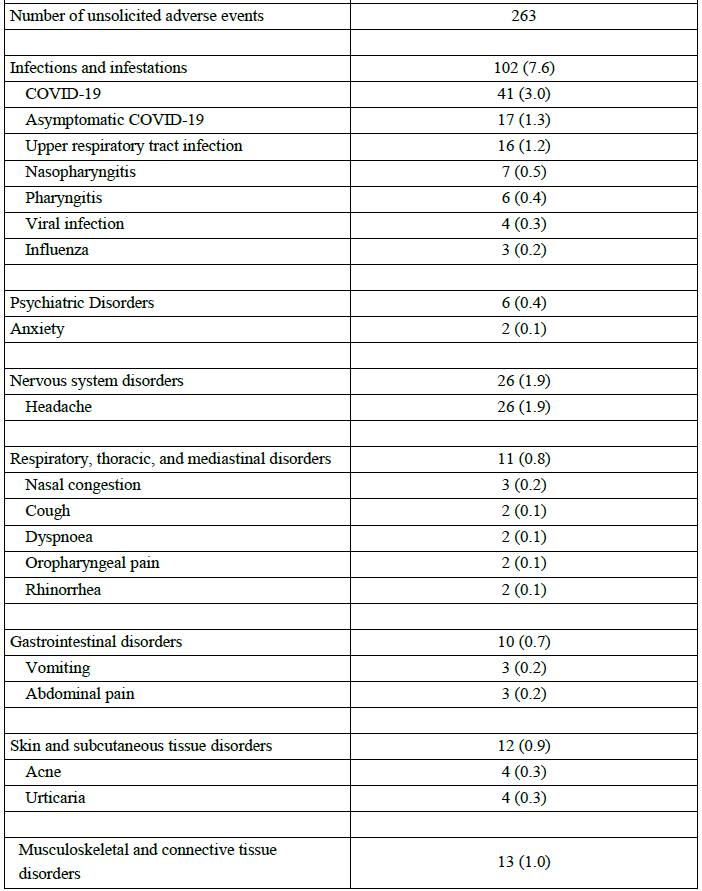 Number of unsolicited adverse events 263
Infections and infestations 102 (7.6)
COVID-19 41 (3.0)
Asymptomatic COVID-19 17 (1.3)
Upper respiratory tract infection 16 (1.2)
Nasopharyngitis 7 (0.5)
Pharyngitis 6 (0.4)
Viral infection 4 (0.3)
Influenza 3 (0.2)
Psychiatric Disorders 6 (0.4)
Anxiety 2 (0.1)
Nervous system disorders 26 (1.9)
Headache 26 (1.9)
Respiratory, thoracic, and mediastinal disorders 11 (0.8)
Nasal congestion 3 (0.2)
Cough 2 (0.1)
Dyspnoea 2 (0.1)
Oropharyngeal pain 2 (0.1)
Rhinorrhea 2 (0.1)
Gastrointestinal disorders 10 (0.7)
Vomiting 3 (0.2)
Abdominal pain 3 (0.2)
Skin and subcutaneous tissue disorders 12 (0.9)
Acne 4 (0.3)
Urticaria 4 (0.3)
Musculoskeletal and connective tissue
disorders 13 (1.0)